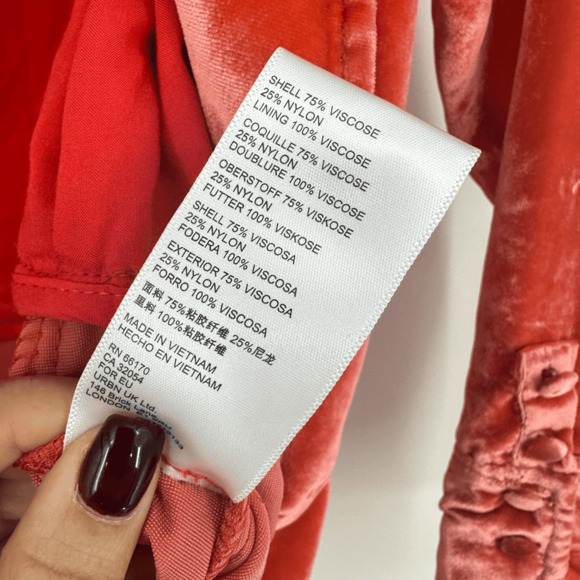 SHELL 75% VISCOSE
25% NYLON
LINING 100% VISCOSE
COQUILLE 75% VISCOSE
25% NYLON
DOUBLURE 100% VISCOSE
OBERSTOFF 75% VISKOSE
25% NYLON
FUTTER 100% VISKOSE
SHELL 75% VISCOSA
25% NYLON
FODERA 100% VISCOSA
EXTERIOR 75% VISCOSA
25% NYLON
FORRO 100% VISCOSA
面料 75%粘胶纤维 25%尼龙
里料 100%粘胶纤维
MADE IN VIETNAM
HECHO EN VIETNAM
RN 66170
CA 32054
FOR EU
URBN UK Ltd.
146 Brick
LONDON